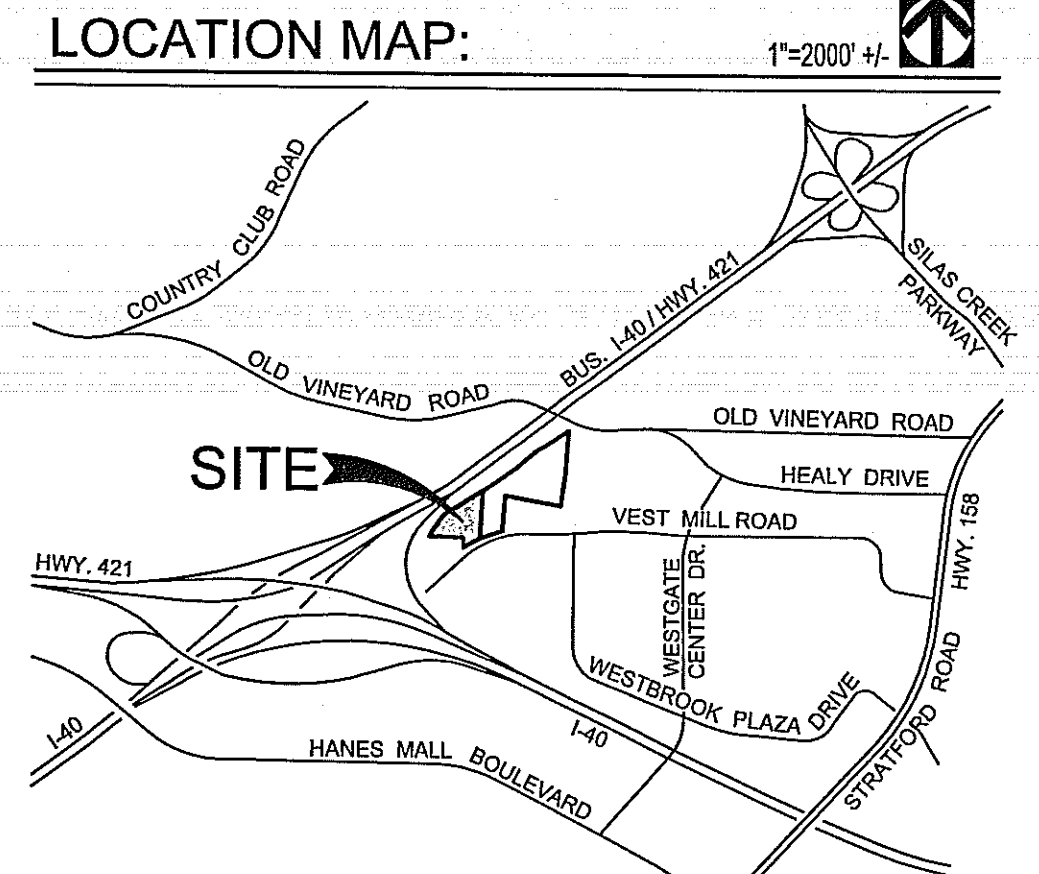 LOCATION MAP:
1"=2000' +/-
COUNTRY CLUB ROAD
SILAS CREEK
PARKWAY
BUS. I-40 / HWY. 421
OLD VINEYARD ROAD
OLD VINEYARD ROAD
SITE
HEALY DRIVE
VEST MILL ROAD
HWY. 158
HWY. 421
WESTGATE
CENTER DR.
WESTBROOK PLAZA DRIVE
STRATFORD ROAD
I-40
I-40
HANES MALL BOULEVARD